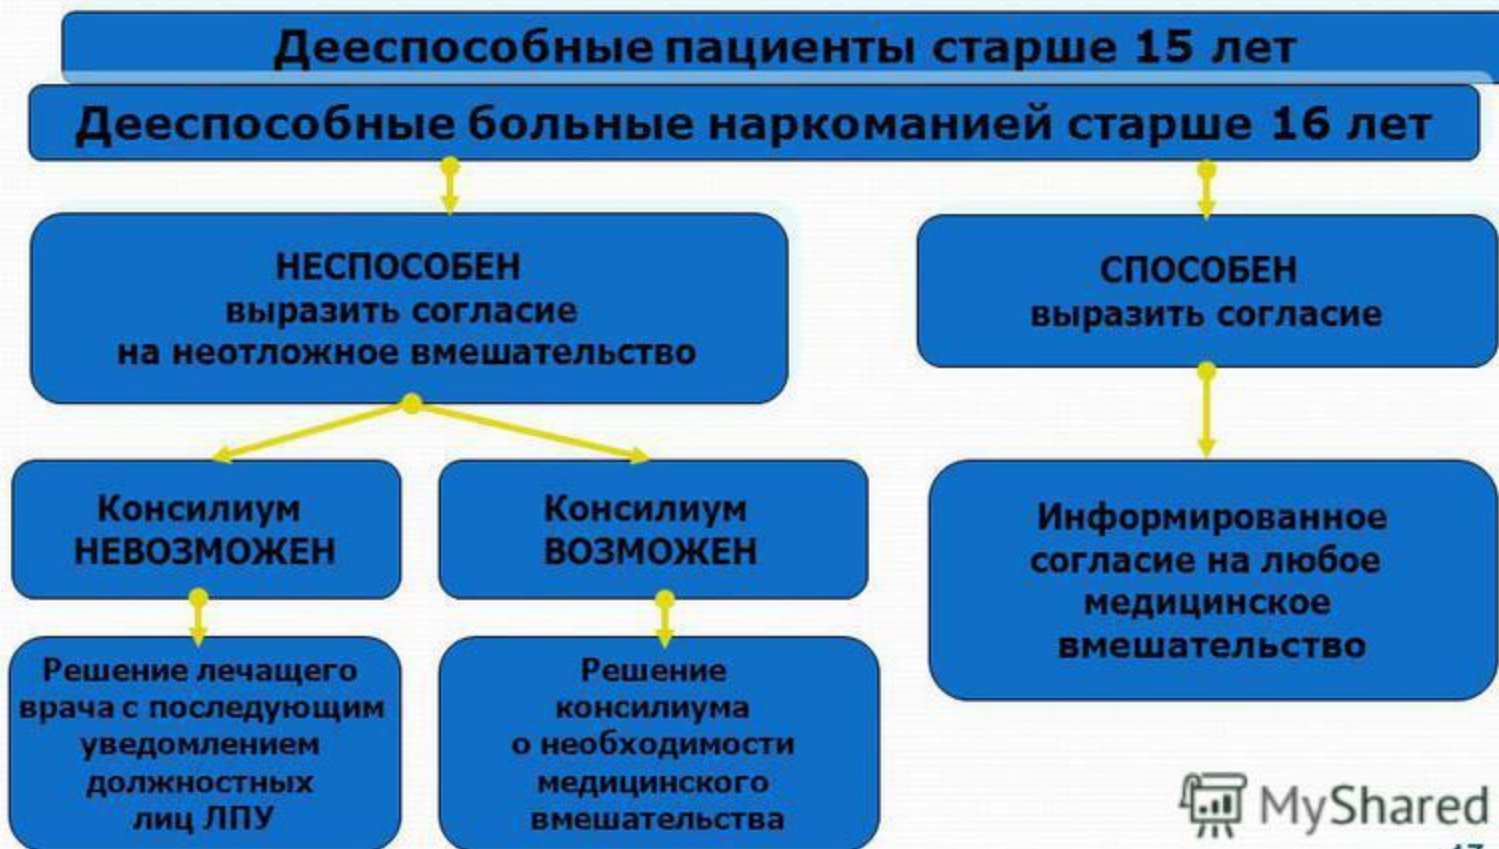 Дееспособные пациенты старше 15 лет
Дееспособные больные наркоманией старше 16 лет
НЕСПОСОБЕН
выразить согласие
на неотложное вмешательство
СПОСОБЕН
выразить согласие
Консилиум
НЕВОЗМОЖЕН
Консилиум
ВОЗМОЖЕН
Информированное
согласие на любое
медицинское
вмешательство
Решение лечащего
врача с последующим
уведомлением
должностных
лиц ЛПУ
Решение
консилиума
о необходимости
медицинского
вмешательства
MyShared